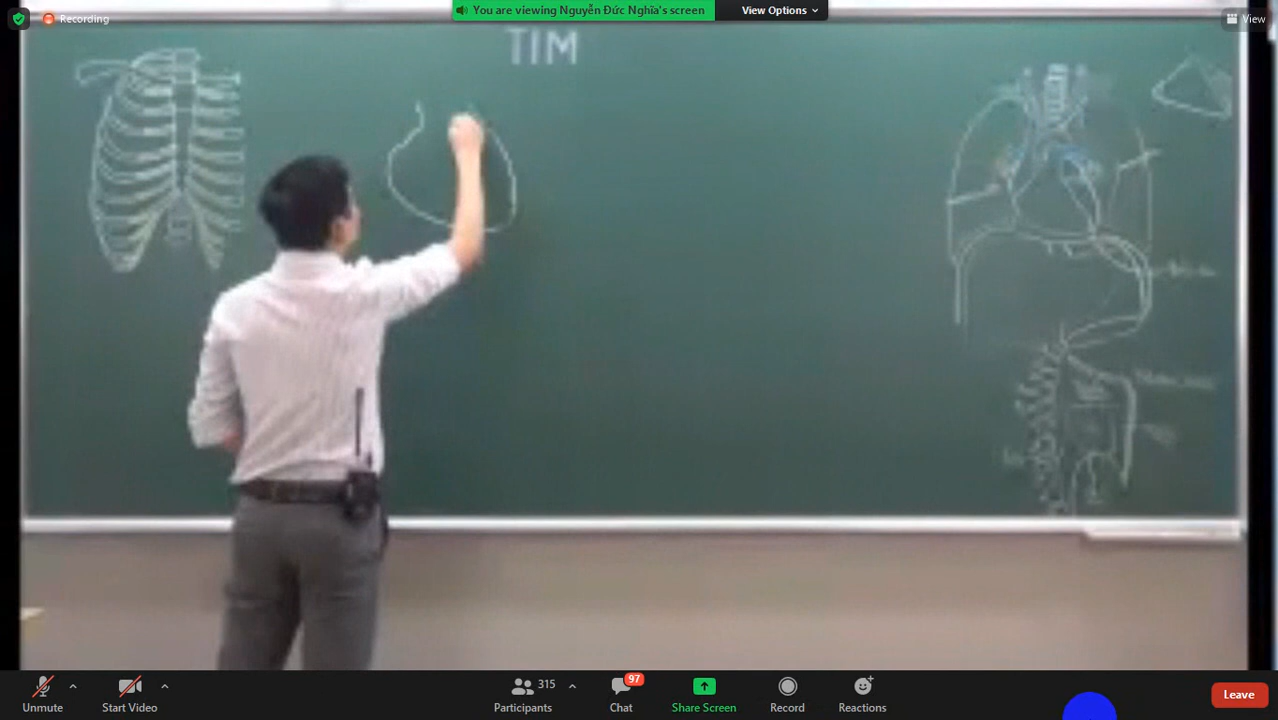 You are viewing Nguyễn Đức Nghĩa's screen
View Options
Recording
View
TIM
Unmute
Start Video
315
Participants
97
Chat
Share Screen
Record
Reactions
Leave